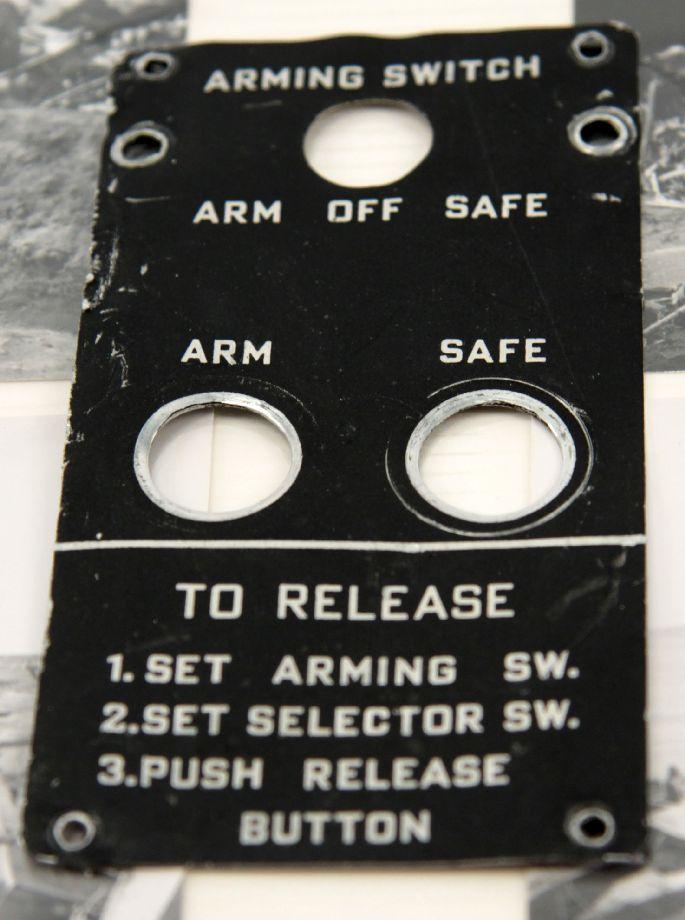 ARMING SWITCH
ARM OFF SAFE
ARM SAFE
TO RELEASE
1. SET ARMING SW.
2.SET SELECTOR SW.
3.PUSH RELEASE
BUTTON